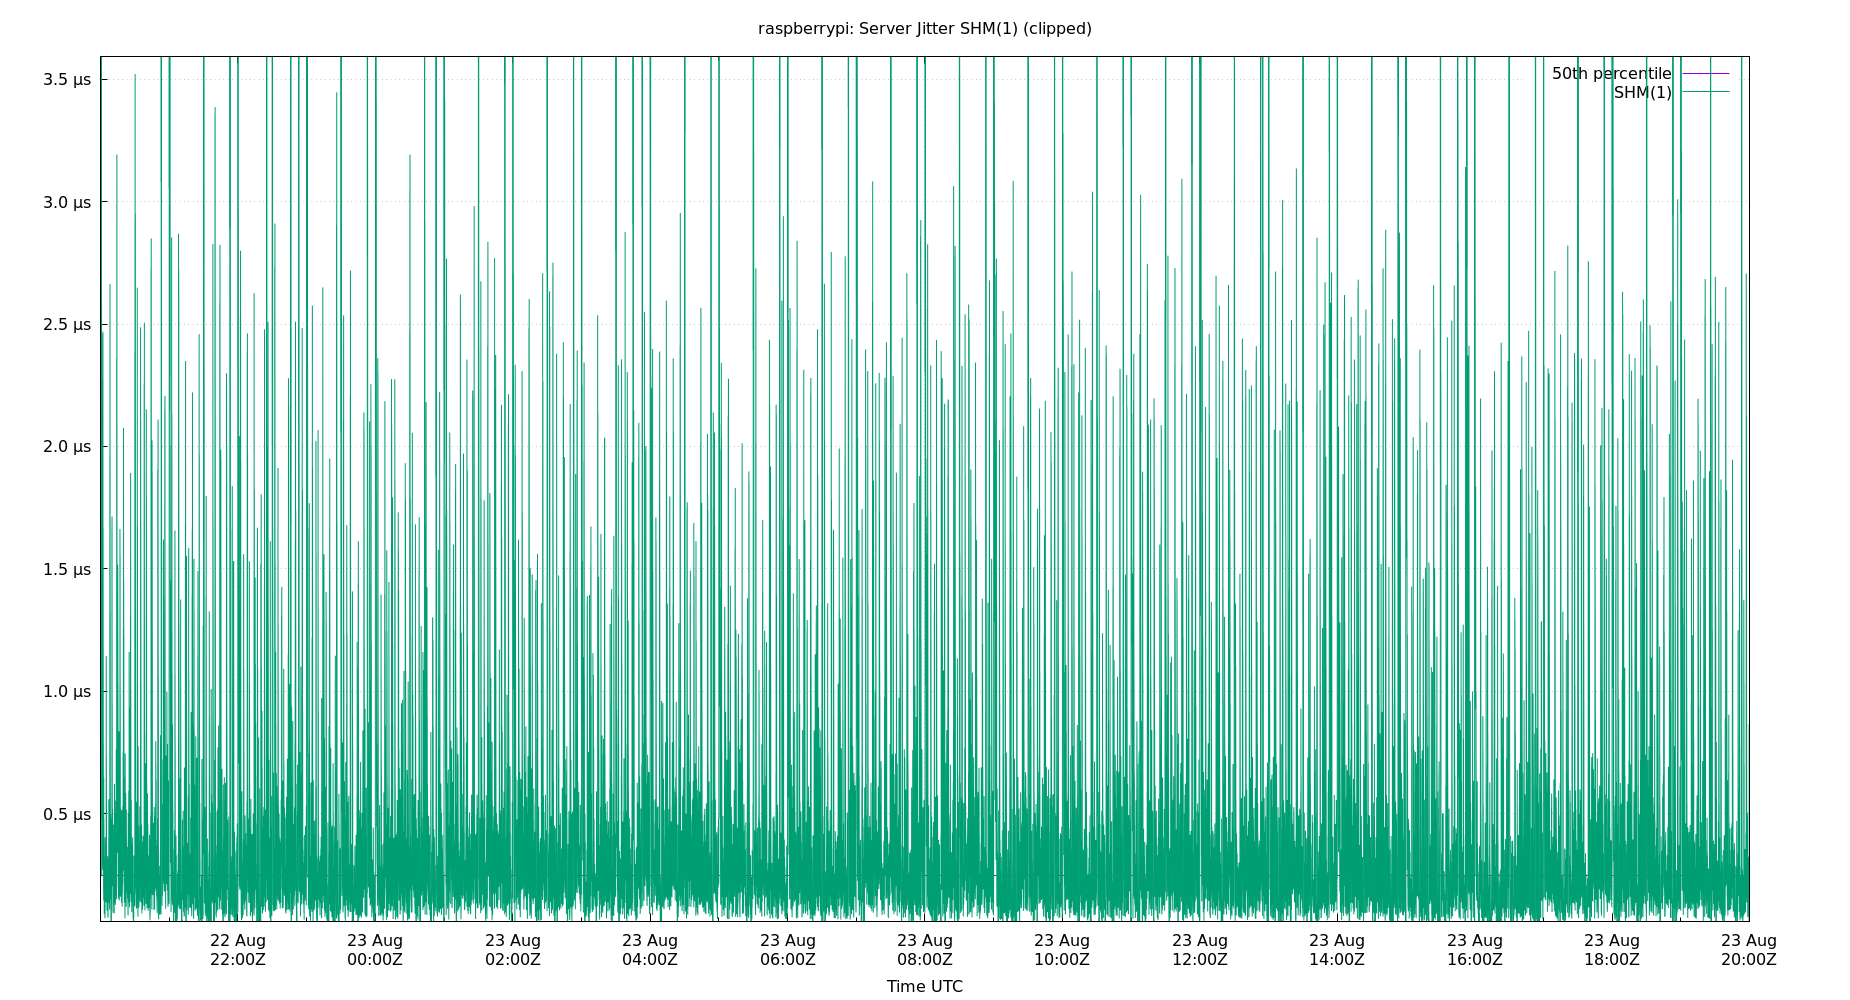 raspberrypi: Server Jitter SHM(1) (clipped)
50th percentile
SHM(1)
3.5 µs
3.0 µs
2.5 µs
2.0 µs
1.5 µs
1.0 µs
0.5 µs
22 Aug 23 Aug 23 Aug 23 Aug 23 Aug 23 Aug 23 Aug 23 Aug 23 Aug 23 Aug 23 Aug 23 Aug
22:00Z 00:00Z 02:00Z 04:00Z 06:00Z 08:00Z 10:00Z 12:00Z 14:00Z 16:00Z 18:00Z 20:00Z
Time UTC